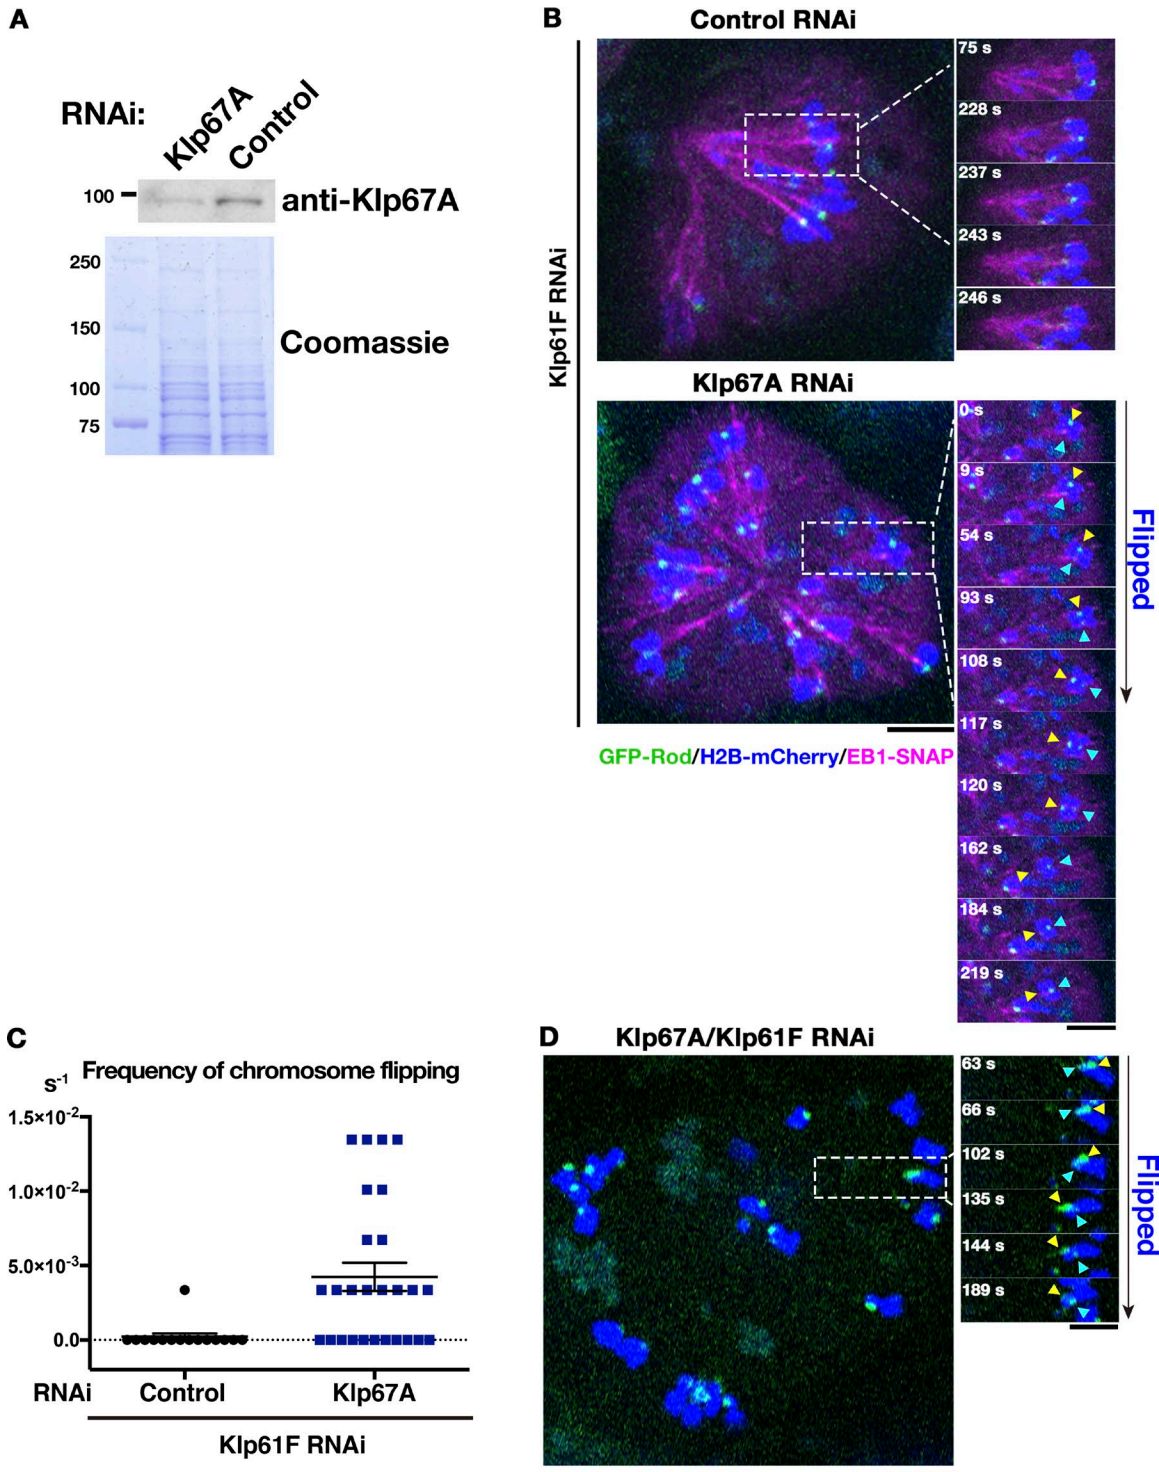 A
RNAi:
Klp67A
Control
100
anti-Klp67A
250
150
100
75
Coomassie
B
Control RNAi
Klp61F RNAi
75 s
228 s
237 s
243 s
246 s
Klp67A RNAi
0 s
9 s
54 s
93 s
108 s
117 s
120 s
162 s
184 s
219 s
Flipped
GFP-Rod/H2B-mCherry/EB1-SNAP
C
Frequency of chromosome flipping
s-1
1.5×10-2
1.0×10-2
5.0×10-3
0.0
RNAi
Control
Klp67A
Klp61F RNAi
D
Klp67A/Klp61F RNAi
63 s
66 s
102 s
135 s
144 s
189 s
Flipped